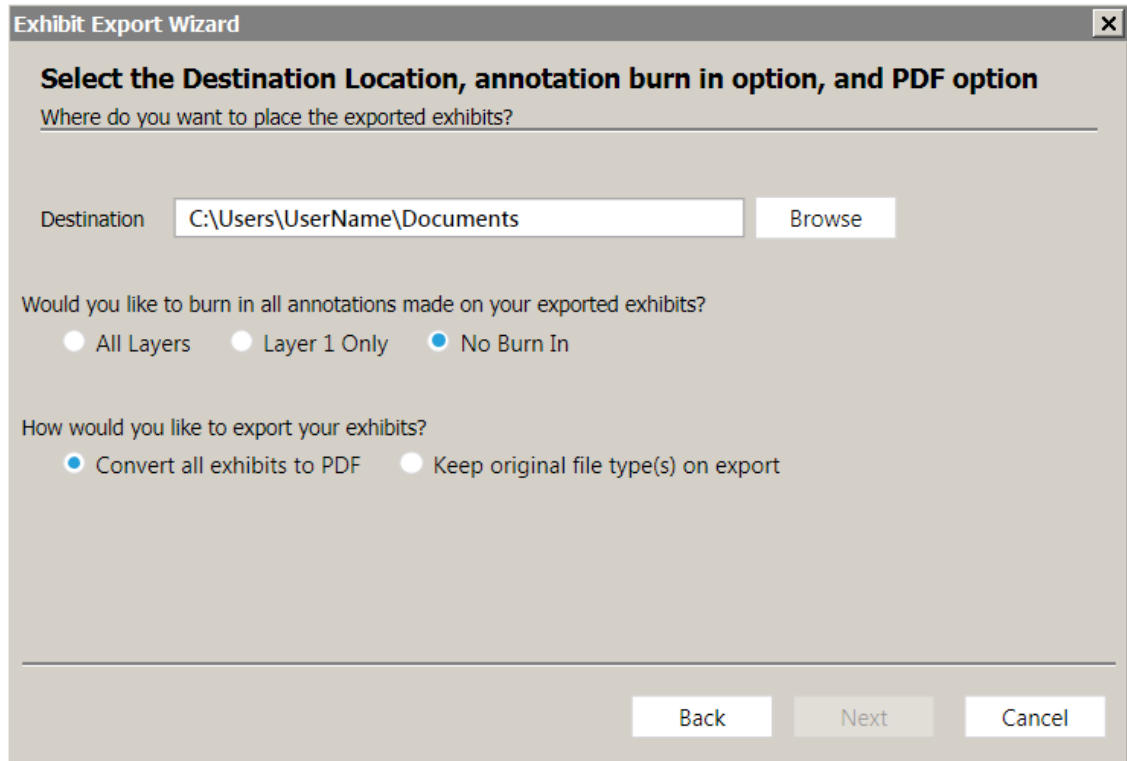 Exhibit Export Wizard
Select the Destination Location, annotation burn in option, and PDF option
Where do you want to place the exported exhibits?
Destination C:\Users\UserName\Documents Browse
Would you like to burn in all annotations made on your exported exhibits?
All Layers Layer 1 Only No Burn In
How would you like to export your exhibits?
Convert all exhibits to PDF Keep original file type(s) on export
Back Next Cancel